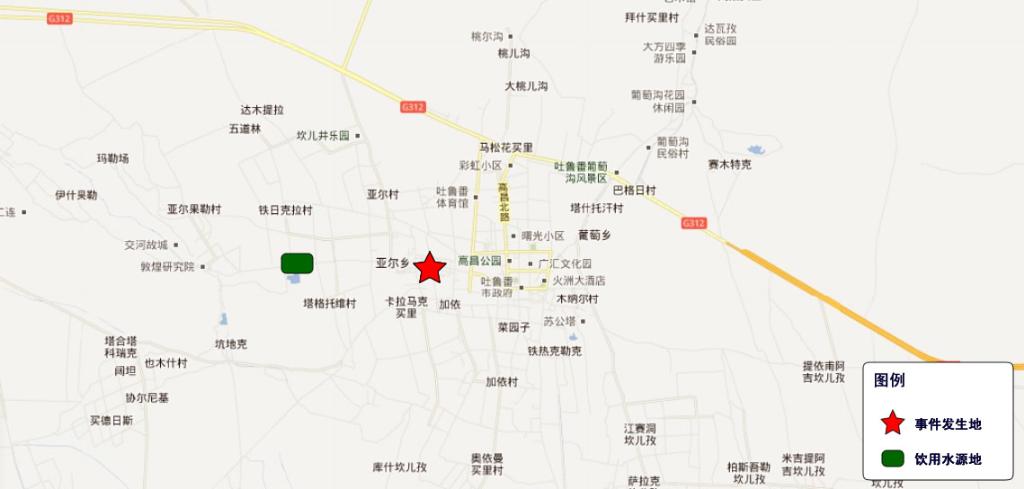 拜什买里村
G312
达瓦孜
民俗园
桃尔沟
大方四季
游乐园
桃儿沟
大桃儿沟
葡萄沟花园
休闲园
G312
达木提拉
五道林
坎儿井乐园
马松花买里
葡萄沟
民俗村
玛勒场
彩虹小区
吐鲁番葡萄
沟风景区
赛木特克
伊什果勒
亚尔村
吐鲁番
体育馆
高昌北路
巴格日村
亚尔果勒村
铁日克拉村
塔什托汗村
G312
交河故城
曙光小区
葡萄乡
敦煌研究院
亚尔乡
高昌公园
广汇文化园
吐鲁番
市政府
火洲大酒店
塔格托维村
卡拉马克
买里
加依
木纳尔村
菜园子
苏公塔
塔合塔
科瑞克
坑地克
铁热克勒克
也木什村
阔坦
提依甫阿
吉坎儿孜
图例
加依村
协尔尼基
买德日斯
事件发生地
江赛洞
坎儿孜
饮用水源地
库什坎儿孜
奥依曼
买里村
柏斯吾勒
坎儿孜
米吉提阿
吉坎儿孜
萨拉克